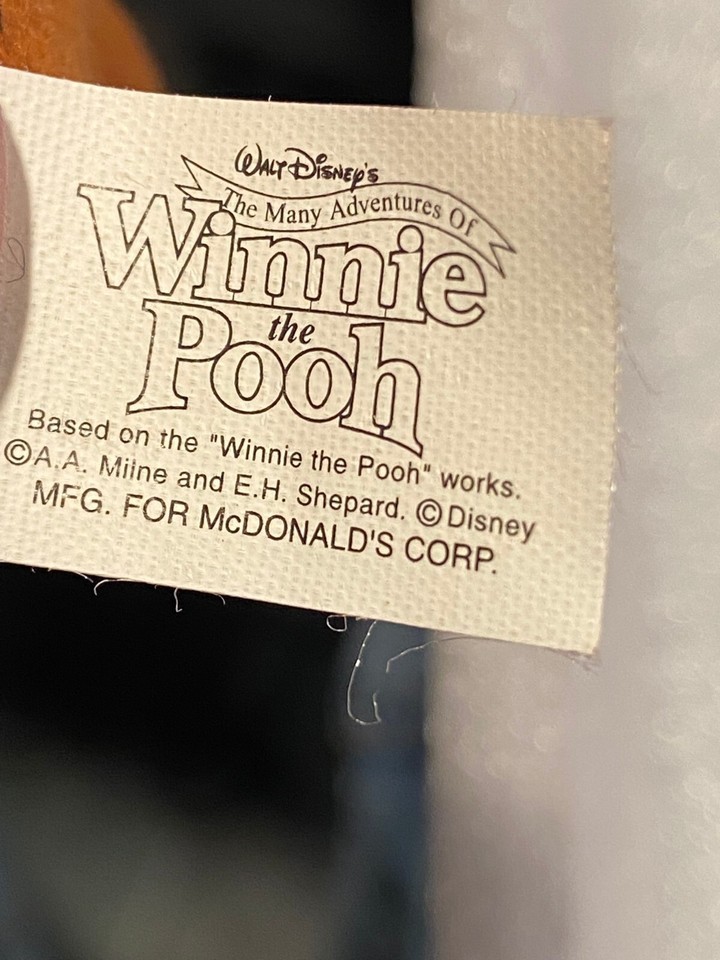 WALT DISNEY'S
The Many Adventures Of
Winnie
the
Pooh
Based on the "Winnie the Pooh" works.
©A.A. Milne and E.H. Shepard. ©Disney
MFG. FOR McDONALD'S CORP.